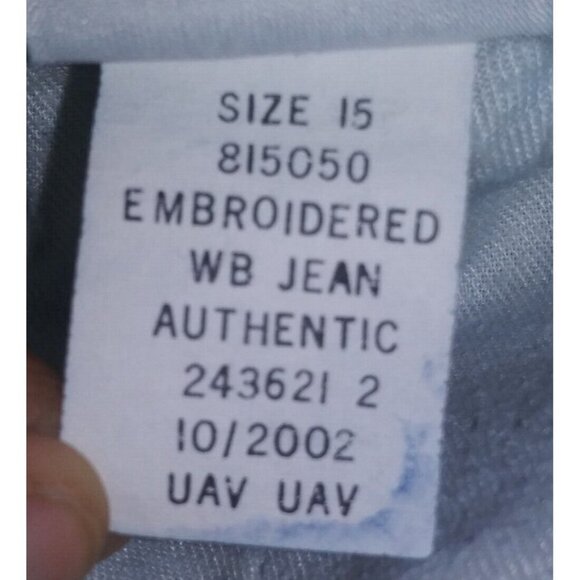 SIZE 15
815050
EMBROIDERED
WB JEAN
AUTHENTIC
243621 2
10/2002
UAV UAV